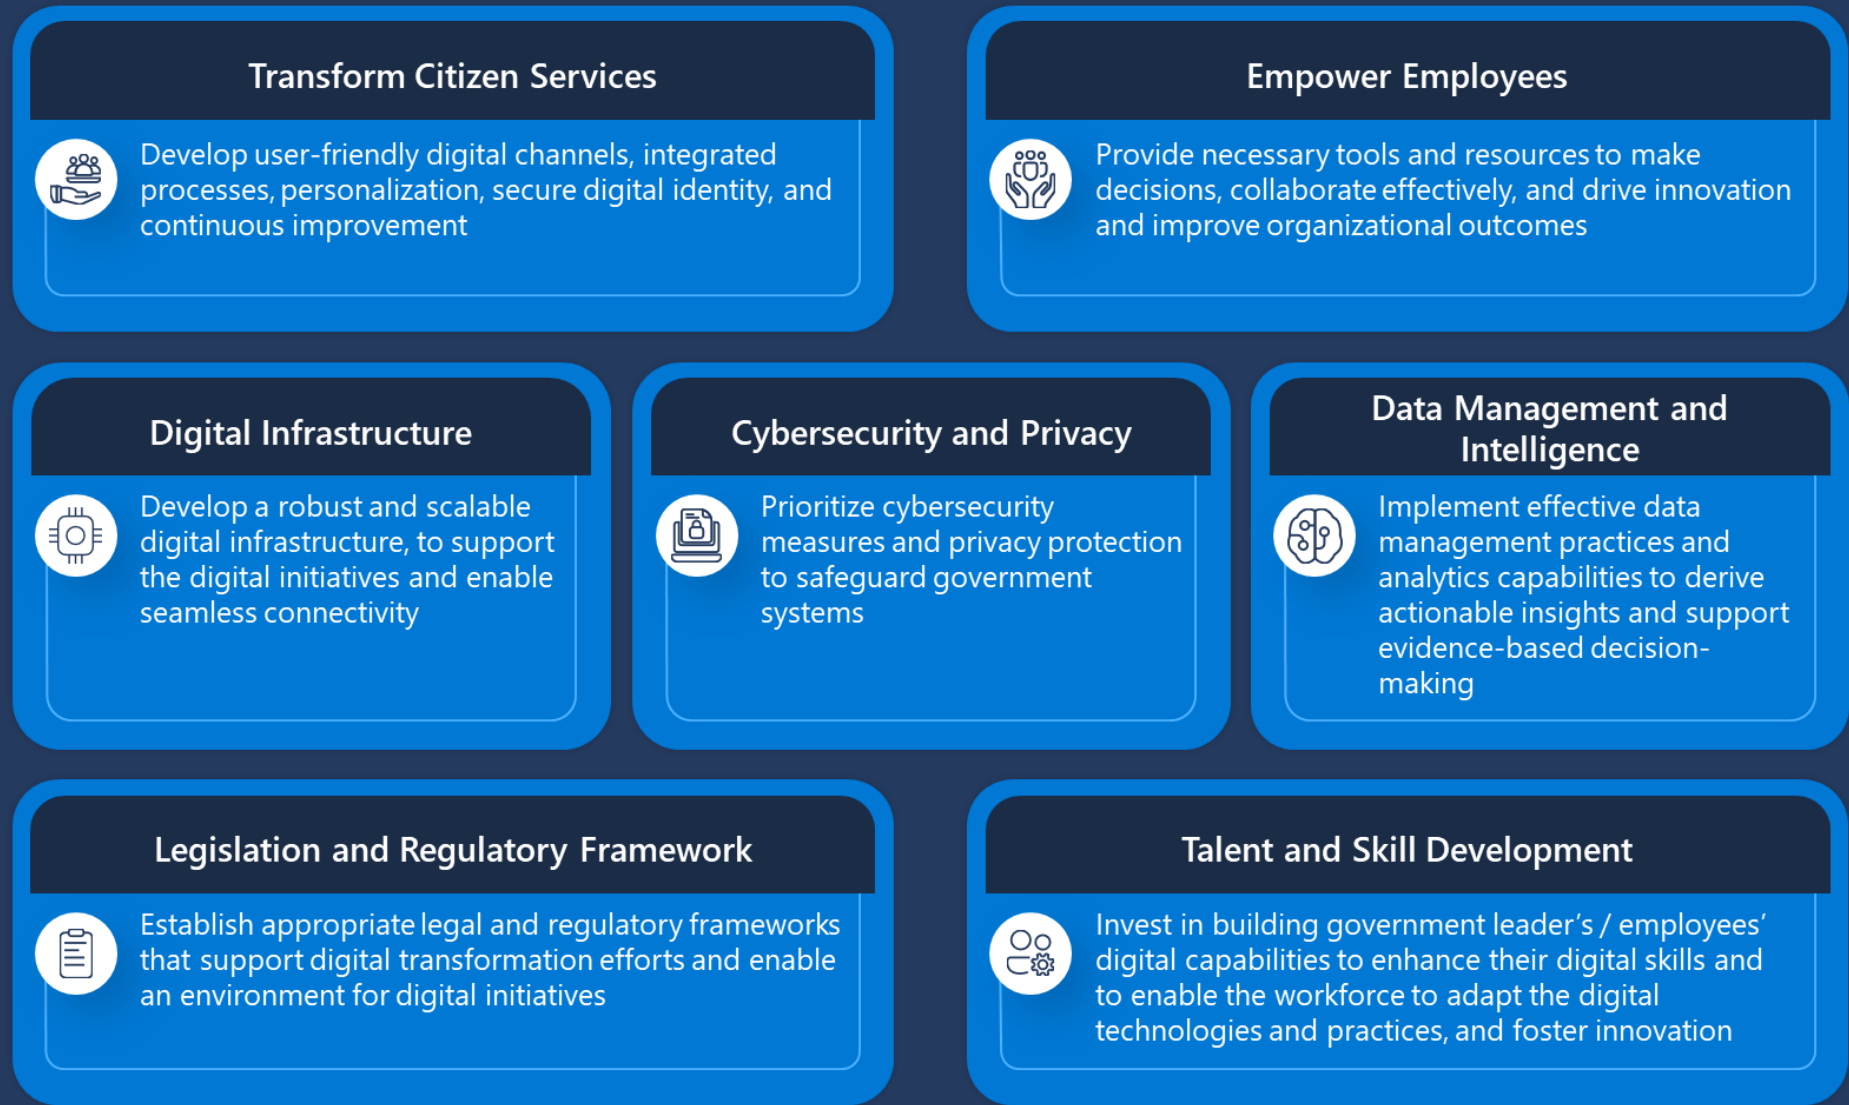 Transform Citizen Services
Develop user-friendly digital channels, integrated
processes, personalization, secure digital identity, and
continuous improvement
Empower Employees
Provide necessary tools and resources to make
decisions, collaborate effectively, and drive innovation
and improve organizational outcomes
Digital Infrastructure
Develop a robust and scalable
digital infrastructure, to support
the digital initiatives and enable
seamless connectivity
Cybersecurity and Privacy
Prioritize cybersecurity
measures and privacy protection
to safeguard government
systems
Data Management and
Intelligence
Implement effective data
management practices and
analytics capabilities to derive
actionable insights and support
evidence-based decision-
making
Legislation and Regulatory Framework
Establish appropriate legal and regulatory frameworks
that support digital transformation efforts and enable
an environment for digital initiatives
Talent and Skill Development
Invest in building government leader’s / employees’
digital capabilities to enhance their digital skills and
to enable the workforce to adapt the digital
technologies and practices, and foster innovation